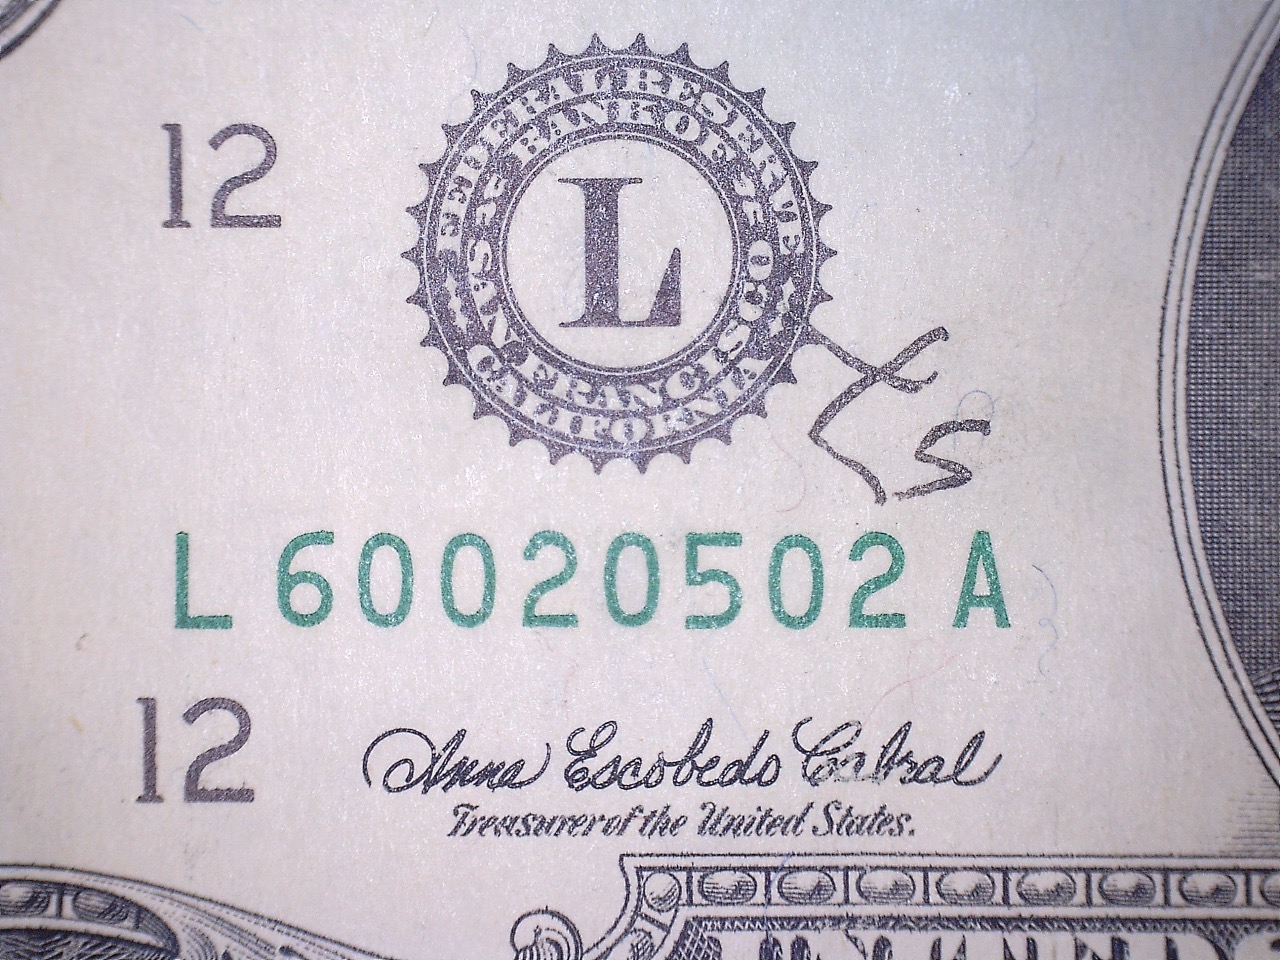 12
FEDERAL RESERVE
BANK OF
L
SAN FRANCISCO
CALIFORNIA
L 60020502 A
12
Anna Escobedo Cabral
Treasurer of the United States.